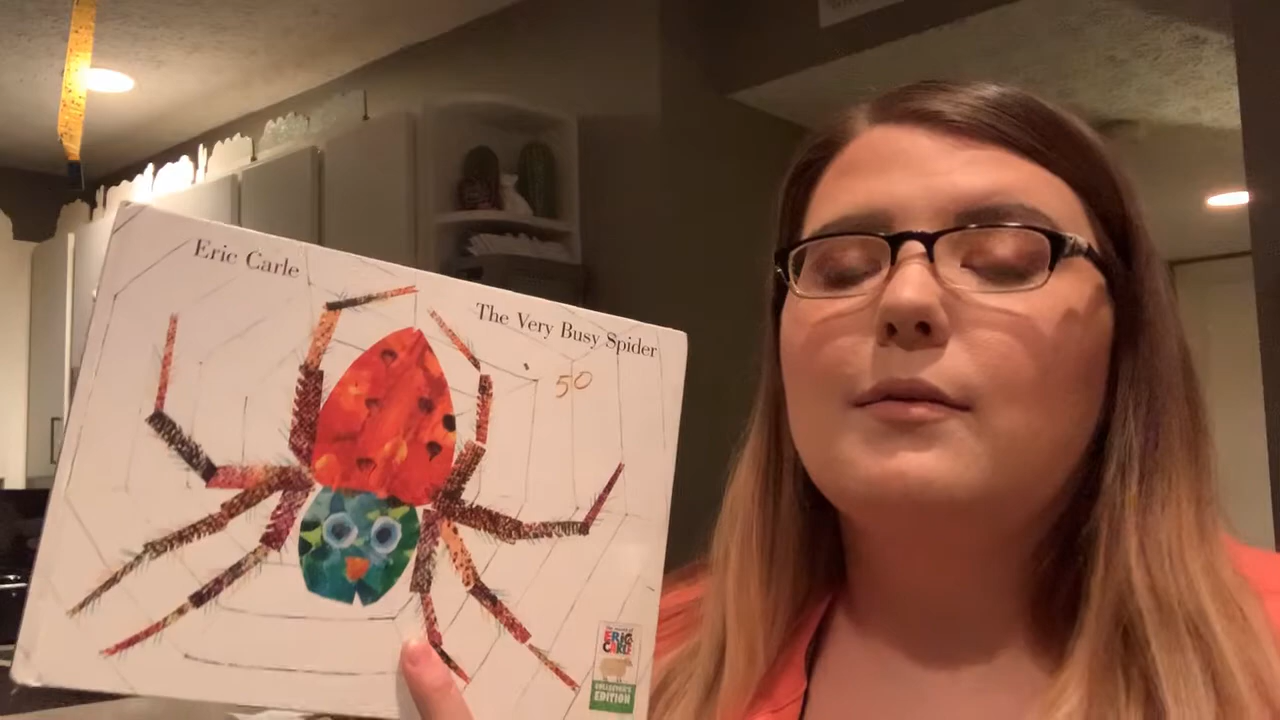 Eric Carle
The Very Busy Spider
50
ERIC
CARLE
COLLECTOR'S
EDITION